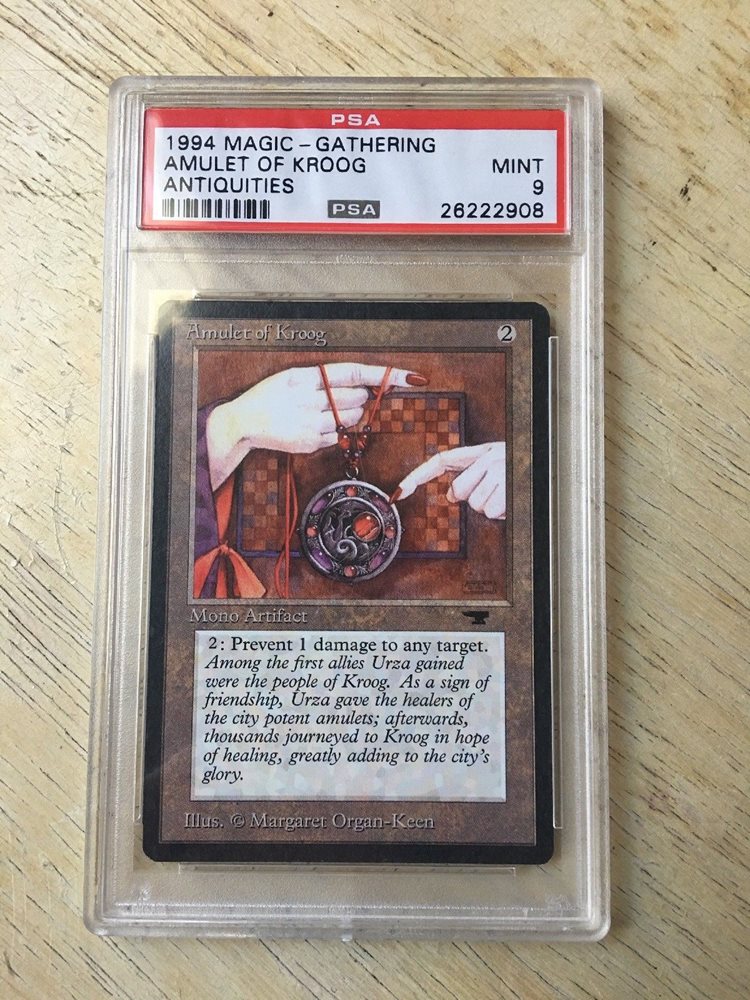 PSA
1994 MAGIC - GATHERING
AMULET OF KROOG MINT
ANTIQUITIES 9
PSA 26222908
Amulet of Kroog 2
Mono Artifact
2: Prevent 1 damage to any target.
Among the first allies Urza gained
were the people of Kroog. As a sign of
friendship, Urza gave the healers of
the city potent amulets; afterwards,
thousands journeyed to Kroog in hope
of healing, greatly adding to the city's
glory.
Illus. © Margaret Organ-Keen